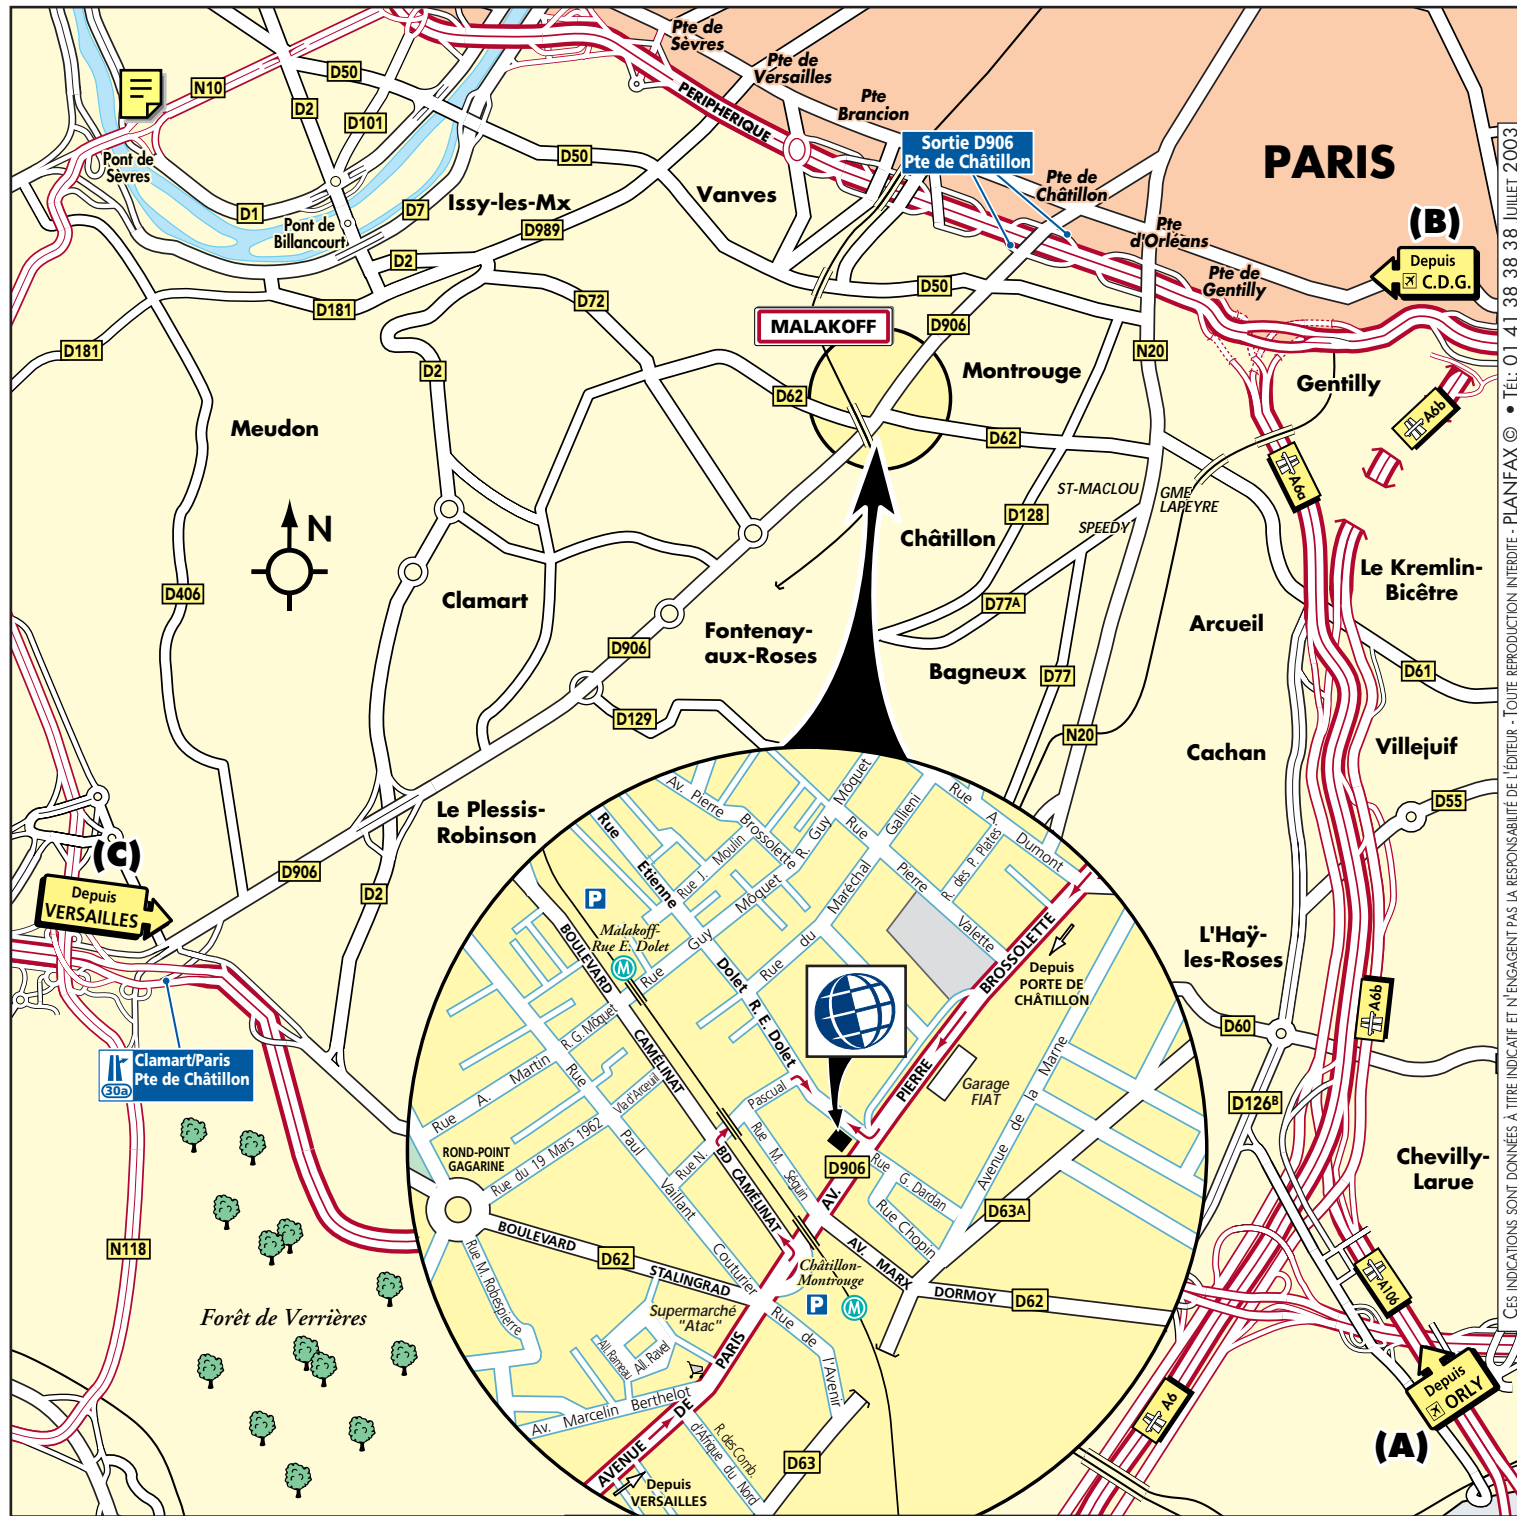 Pte de
Sèvres
Pte de
Versailles
Pte
Brancion
PERIPHERIQUE
Sortie D906
Pte de Châtillon
Pte de
Châtillon
PARIS
(B)
Depuis
C.D.G.
Pte
d'Orléans
Pte de
Gentilly
N10
D50
D2
D101
D50
Pont de
Sèvres
D1
Pont de
Billancourt
D7
Issy-les-Mx
D989
D2
Vanves
D181
D72
D50
D906
MALAKOFF
D181
D2
D62
Montrouge
N20
Gentilly
A6b
Meudon
D62
A6a
ST-MACLOU
GME
LAPEYRE
SPEEDY
D128
Châtillon
N
D406
Clamart
D77A
Le Kremlin-
Bicêtre
Arcueil
Fontenay-
aux-Roses
D906
Bagneux
D77
D61
D129
N20
Cachan
Villejuif
D55
Le Plessis-
Robinson
(C)
Depuis
VERSAILLES
D906
D2
L'Haÿ-
les-Roses
A6b
D60
30a
Clamart/Paris
Pte de Châtillon
D126B
Chevilly-
Larue
N118
Forêt de Verrières
A106
Depuis
ORLY
(A)
A6
Av. Pierre Brossolette
Rue Etienne Dolet
R. E. Dolet
Rue J. Moulin
R. Guy Môquet
Rue Guy Môquet
Rue du Maréchal Gallieni
Rue Pierre Valette
Rue A. Dumont
R. des P. Plates
P
Malakoff-
Rue E. Dolet
M
BOULEVARD CAMÉLINAT
BROSSOLETTE
Depuis
PORTE DE
CHÂTILLON
R. G. Môquet
Rue A. Martin
Rue Paul Vaillant Couturier
Vla d'Arcueil
Rue du 19 Mars 1962
ROND-POINT
GAGARINE
Pascual
Rue N.
Rue M. Séguin
BD CAMÉLINAT
AV. PIERRE
Garage
FIAT
Avenue de la Marne
D906
Rue G. Dardan
Rue Chopin
D63A
BOULEVARD
D62
STALINGRAD
AV. MARX
DORMOY
D62
Châtillon-
Montrouge
P
M
Rue M. Robespierre
Supermarché
"Atac"
All. Rameau
All. Ravel
Rue de l'Avenir
Av. Marcelin Berthelot
AVENUE DE PARIS
R. des Comb.
d'Afrique du Nord
D63
Depuis
VERSAILLES
CES INDICATIONS SONT DONNÉES À TITRE INDICATIF ET N'ENGAGENT PAS LA RESPONSABILITÉ DE L'ÉDITEUR - TOUTE REPRODUCTION INTERDITE - PLANFAX © • TÉL: 01 41 38 38 38 JUILLET 2003